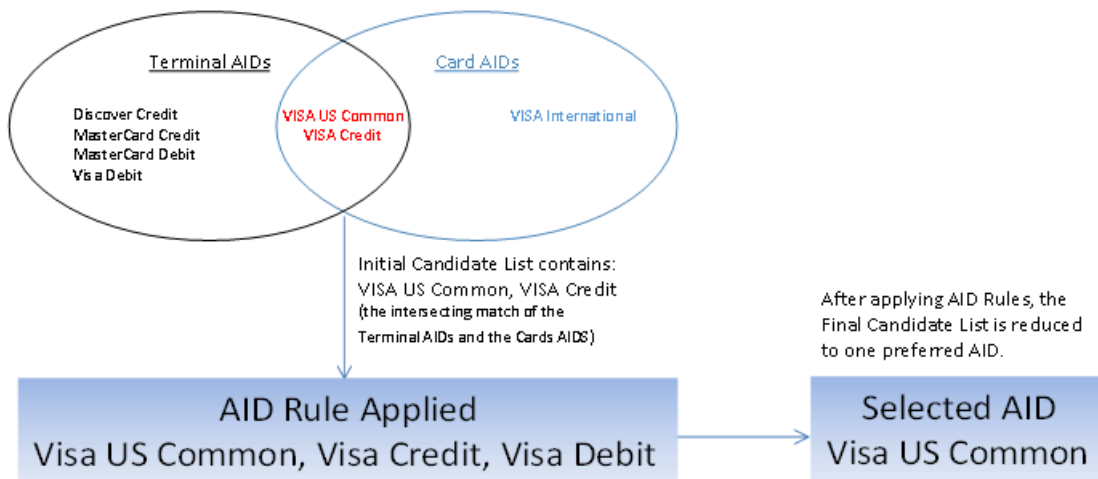 Terminal AIDs
Discover Credit
MasterCard Credit
MasterCard Debit
Visa Debit
VISA US Common
VISA Credit
Card AIDs
VISA International
Initial Candidate List contains:
VISA US Common, VISA Credit
(the intersecting match of the
Terminal AIDs and the Cards AIDS)
After applying AID Rules, the
Final Candidate List is reduced
to one preferred AID.
AID Rule Applied
Visa US Common, Visa Credit, Visa Debit
Selected AID
Visa US Common